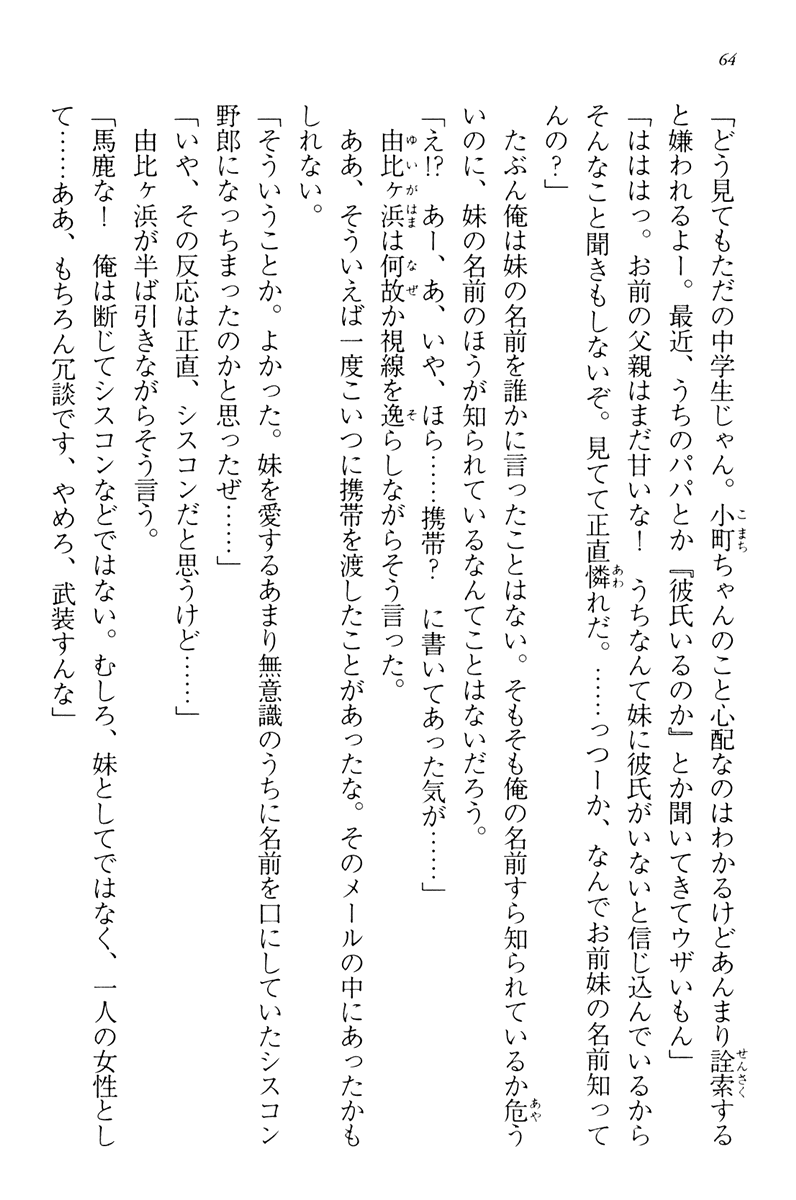 64
「どう見てもただの中学生じゃん。小町ちゃんのこと心配なのはわかるけどあんまり詮索する
と嫌われるよー。最近、うちのパパとか『彼氏いるのか』とか聞いてきてウザいもん」
「はははっ。お前の父親はまだ甘いな！　うちなんて妹に彼氏がいないと信じ込んでいるから
そんなこと聞きもしないぞ。見てて正直憐れだ。……っつーか、なんでお前妹の名前知って
んの？」
　たぶん俺は妹の名前を誰かに言ったことはない。そもそも俺の名前すら知られているか危う
いのに、妹の名前のほうが知られているなんてことはないだろう。
「え!?　あー、あ、いや、ほら……携帯？　に書いてあった気が……」
　由比ヶ浜は何故か視線を逸らしながらそう言った。
　ああ、そういえば一度こいつに携帯を渡したことがあったな。そのメールの中にあったかも
しれない。
「そういうことか。よかった。妹を愛するあまり無意識のうちに名前を口にしていたシスコン
野郎になっちまったのかと思ったぜ……」
「いや、その反応は正直、シスコンだと思うけど……」
　由比ヶ浜が半ば引きながらそう言う。
「馬鹿な！　俺は断じてシスコンなどではない。むしろ、妹としてではなく、一人の女性とし
て……ああ、もちろん冗談です、やめろ、武装すんな」